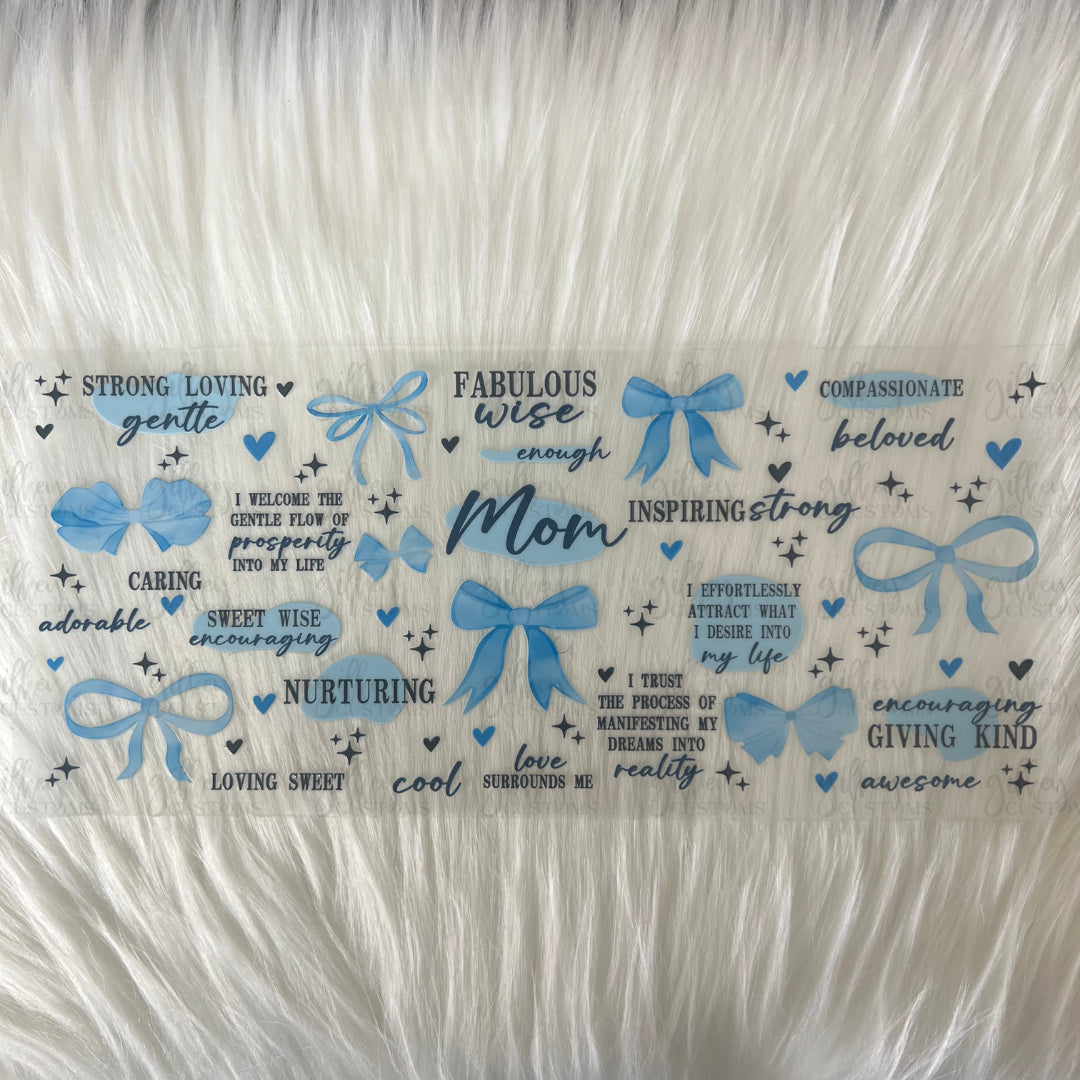 STRONG LOVING
gentle
FABULOUS
wise
enough
COMPASSIONATE
beloved
I WELCOME THE
GENTLE FLOW OF
prosperity
INTO MY LIFE
Mom
INSPIRING strong
CARING
adorable
SWEET WISE
encouraging
I EFFORTLESSLY
ATTRACT WHAT
I DESIRE INTO
my life
NURTURING
I TRUST
THE PROCESS OF
MANIFESTING MY
DREAMS INTO
reality
encouraging
GIVING KIND
LOVING SWEET
cool
love
SURROUNDS ME
awesome
CUSTOMS